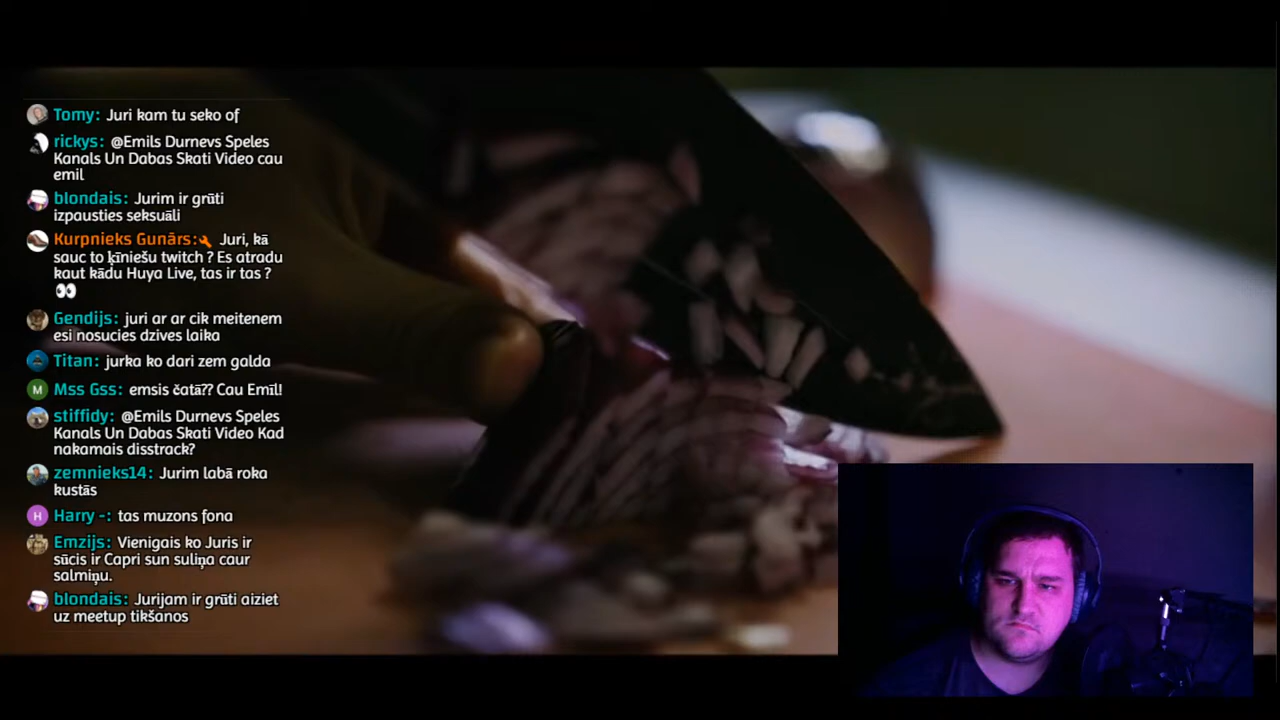 Tomy: Juri kam tu seko of
rickys: @Emils Durnevs Speles
Kanals Un Dabas Skati Video cau
emil
blondais: Jurim ir grūti
izpausties seksuāli
Kurpnieks Gunārs: Juri, kā
sauc to ķīniešu twitch ? Es atradu
kaut kādu Huya Live, tas ir tas ?
Gendijs: juri ar ar cik meitenem
esi nosucies dzives laika
Titan: jurka ko dari zem galda
M
Mss Gss: emsis čatā?? Cau Emīl!
stiffidy: @Emils Durnevs Speles
Kanals Un Dabas Skati Video Kad
nakamais disstrack?
zemnieks14: Jurim labā roka
kustās
H
Harry -: tas muzons fona
Emzijs: Vienigais ko Juris ir
sūcis ir Capri sun suliņa caur
salmiņu.
blondais: Jurijam ir grūti aiziet
uz meetup tikšanos